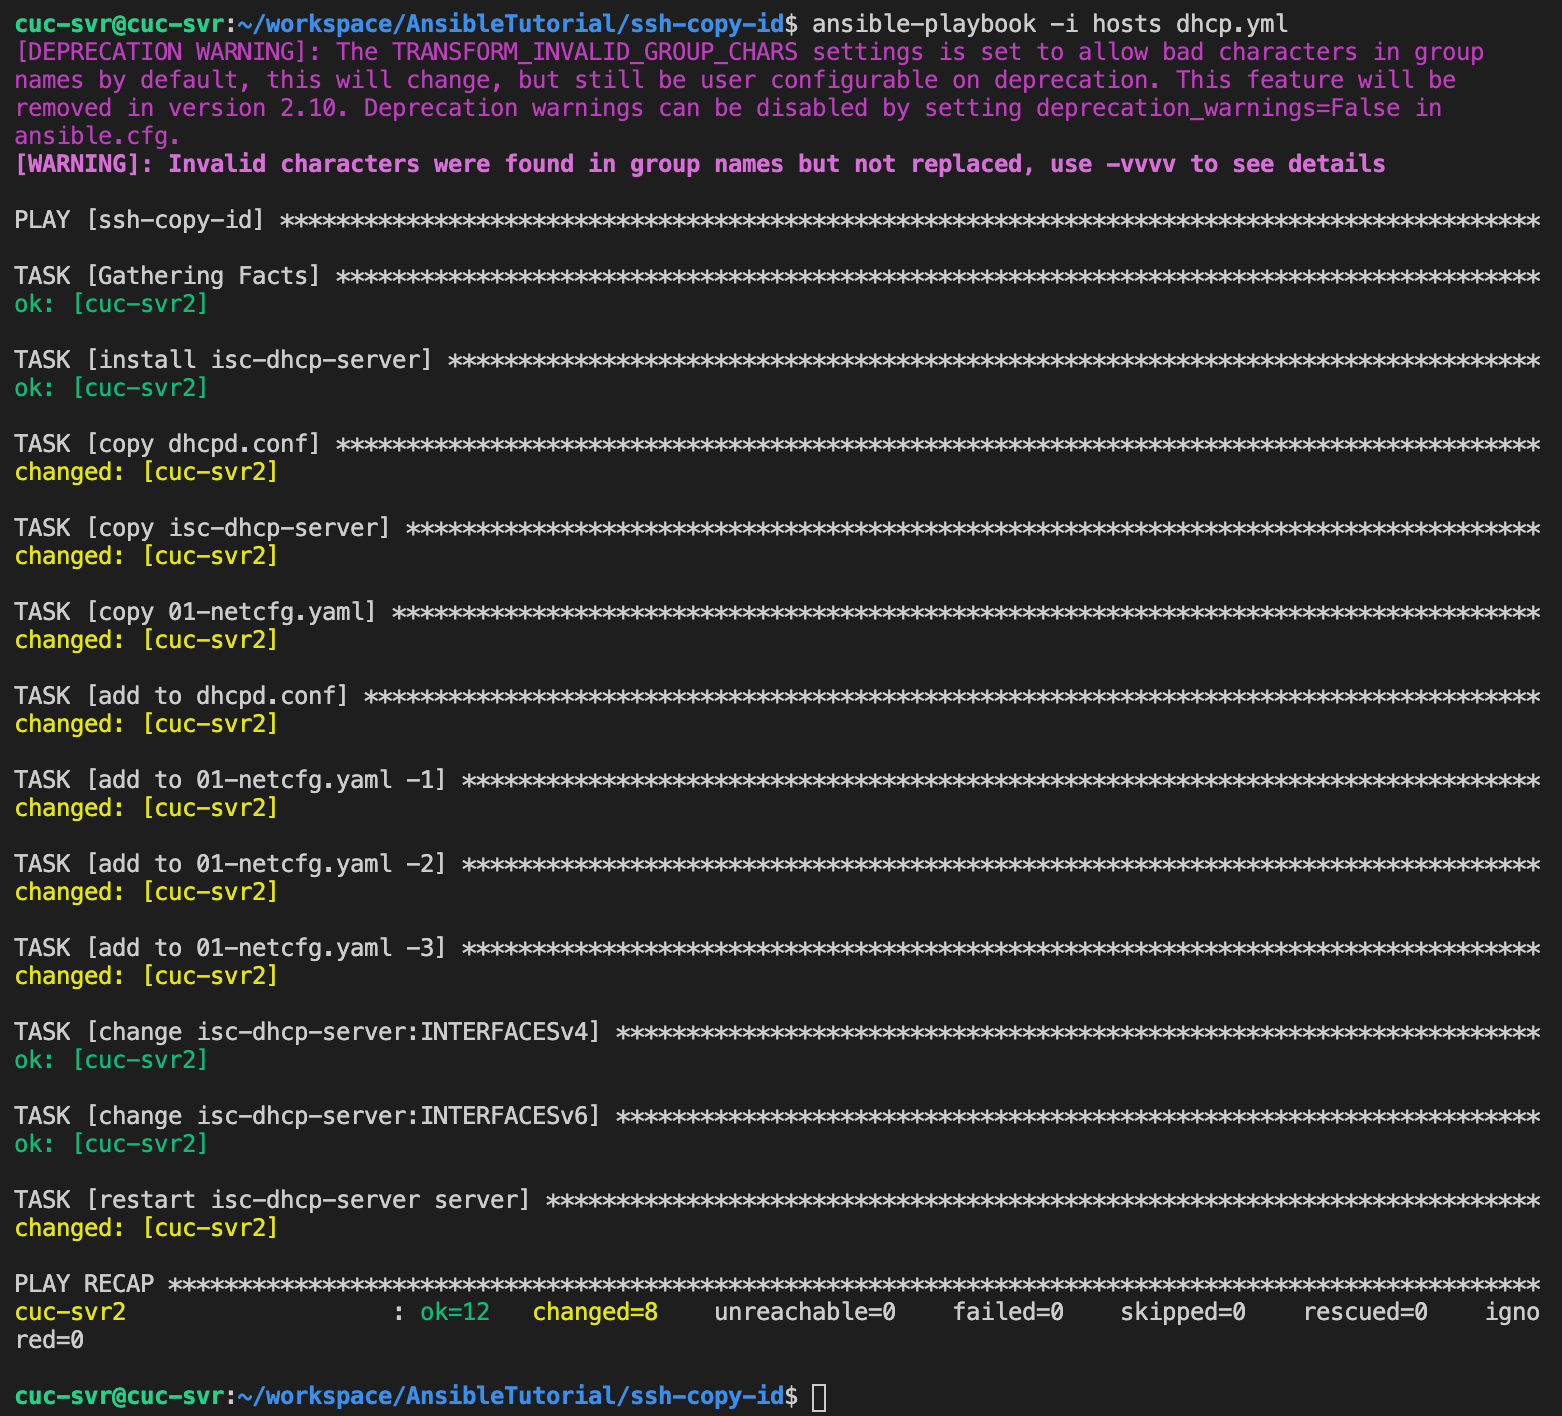 cuc-svr@cuc-svr:~/workspace/AnsibleTutorial/ssh-copy-id$ ansible-playbook -i hosts dhcp.yml
[DEPRECATION WARNING]: The TRANSFORM_INVALID_GROUP_CHARS settings is set to allow bad characters in group
names by default, this will change, but still be user configurable on deprecation. This feature will be
removed in version 2.10. Deprecation warnings can be disabled by setting deprecation_warnings=False in
ansible.cfg.
[WARNING]: Invalid characters were found in group names but not replaced, use -vvvv to see details
PLAY [ssh-copy-id] ******************************************************************************************
TASK [Gathering Facts] **************************************************************************************
ok: [cuc-svr2]
TASK [install isc-dhcp-server] ******************************************************************************
ok: [cuc-svr2]
TASK [copy dhcpd.conf] **************************************************************************************
changed: [cuc-svr2]
TASK [copy isc-dhcp-server] *********************************************************************************
changed: [cuc-svr2]
TASK [copy 01-netcfg.yaml] **********************************************************************************
changed: [cuc-svr2]
TASK [add to dhcpd.conf] ************************************************************************************
changed: [cuc-svr2]
TASK [add to 01-netcfg.yaml -1] *****************************************************************************
changed: [cuc-svr2]
TASK [add to 01-netcfg.yaml -2] *****************************************************************************
changed: [cuc-svr2]
TASK [add to 01-netcfg.yaml -3] *****************************************************************************
changed: [cuc-svr2]
TASK [change isc-dhcp-server:INTERFACESv4] ******************************************************************
ok: [cuc-svr2]
TASK [change isc-dhcp-server:INTERFACESv6] ******************************************************************
ok: [cuc-svr2]
TASK [restart isc-dhcp-server server] ***********************************************************************
changed: [cuc-svr2]
PLAY RECAP **************************************************************************************************
cuc-svr2                   : ok=12   changed=8    unreachable=0    failed=0    skipped=0    rescued=0    igno
red=0
cuc-svr@cuc-svr:~/workspace/AnsibleTutorial/ssh-copy-id$